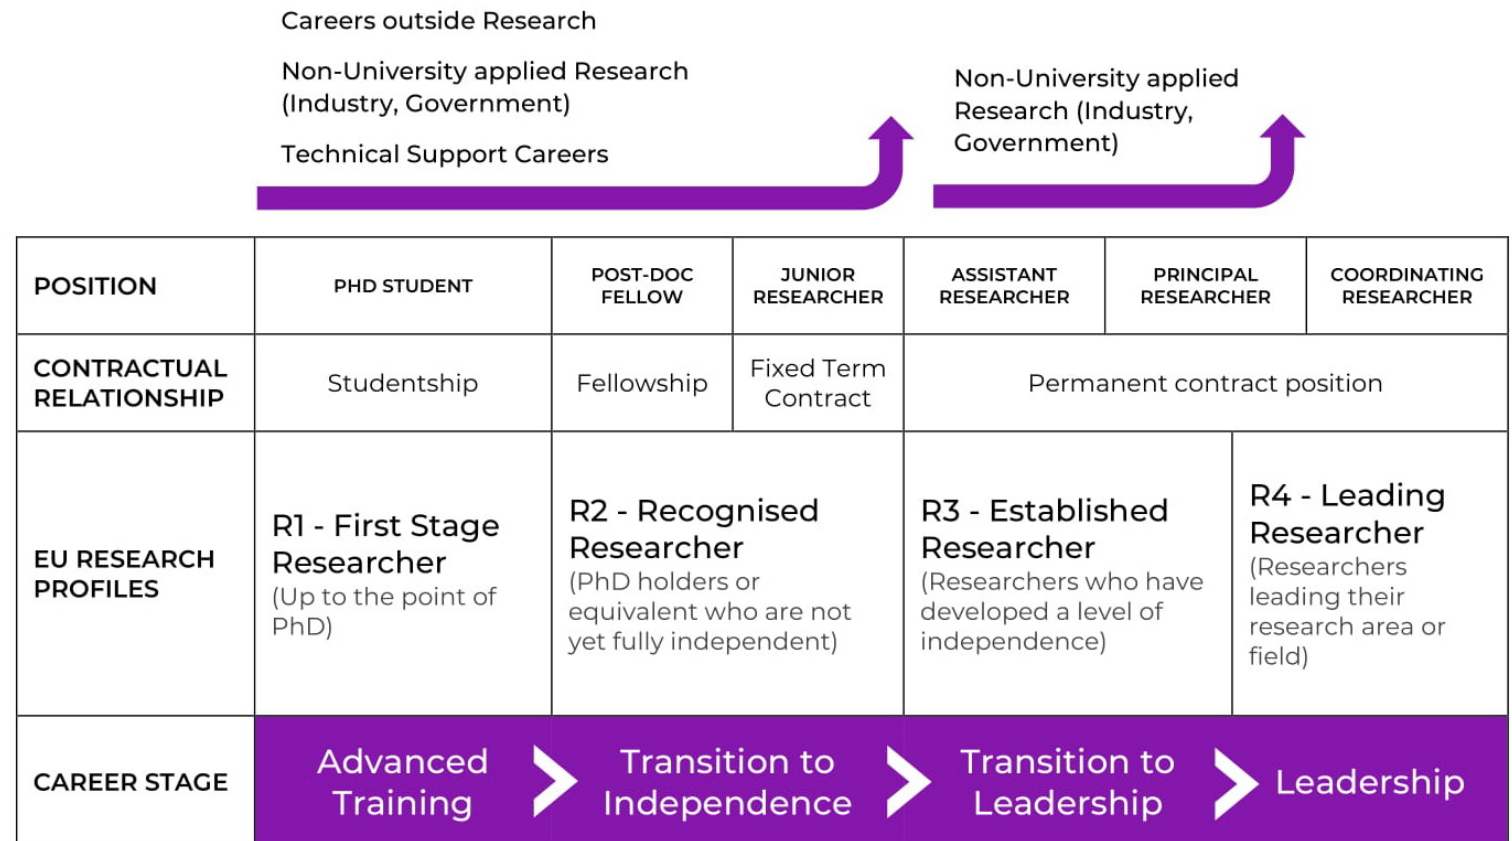 Careers outside Research
Non-University applied Research
(Industry, Government)
Technical Support Careers
Non-University applied
Research (Industry,
Government)
POSITION
PHD STUDENT
POST-DOC
FELLOW
JUNIOR
RESEARCHER
ASSISTANT
RESEARCHER
PRINCIPAL
RESEARCHER
COORDINATING
RESEARCHER
CONTRACTUAL
RELATIONSHIP
Studentship
Fellowship
Fixed Term
Contract
Permanent contract position
EU RESEARCH
PROFILES
R1 - First Stage
Researcher
(Up to the point of
PhD)
R2 - Recognised
Researcher
(PhD holders or
equivalent who are not
yet fully independent)
R3 - Established
Researcher
(Researchers who have
developed a level of
independence)
R4 - Leading
Researcher
(Researchers
leading their
research area or
field)
CAREER STAGE
Advanced
Training
Transition to
Independence
Transition to
Leadership
Leadership